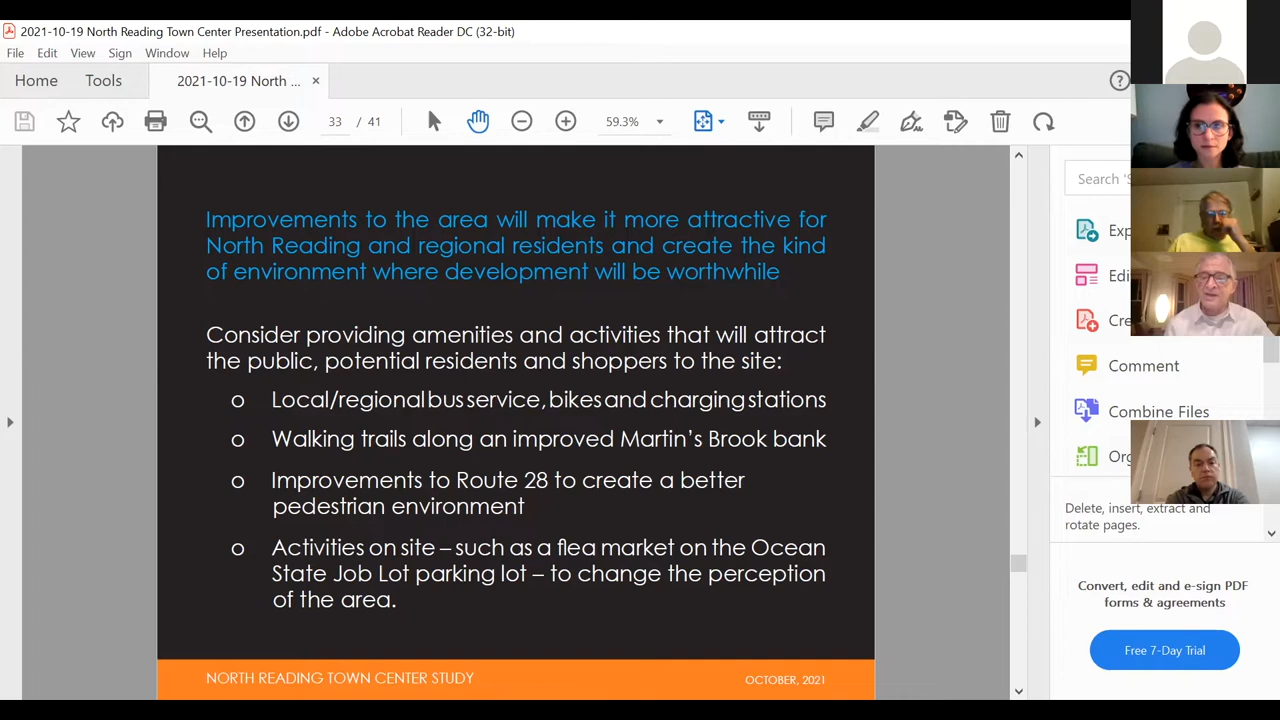 2021-10-19 North Reading Town Center Presentation.pdf - Adobe Acrobat Reader DC (32-bit)
File Edit View Sign Window Help
Home Tools 2021-10-19 North ... ×
33 / 41 59.3%
Improvements to the area will make it more attractive for
North Reading and regional residents and create the kind
of environment where development will be worthwhile
Consider providing amenities and activities that will attract
the public, potential residents and shoppers to the site:
o Local/regional bus service, bikes and charging stations
o Walking trails along an improved Martin’s Brook bank
o Improvements to Route 28 to create a better
pedestrian environment
o Activities on site – such as a flea market on the Ocean
State Job Lot parking lot – to change the perception
of the area.
NORTH READING TOWN CENTER STUDY OCTOBER, 2021
Search
Comment
Combine Files
Delete, insert, extract and
rotate pages.
Convert, edit and e-sign PDF
forms & agreements
Free 7-Day Trial